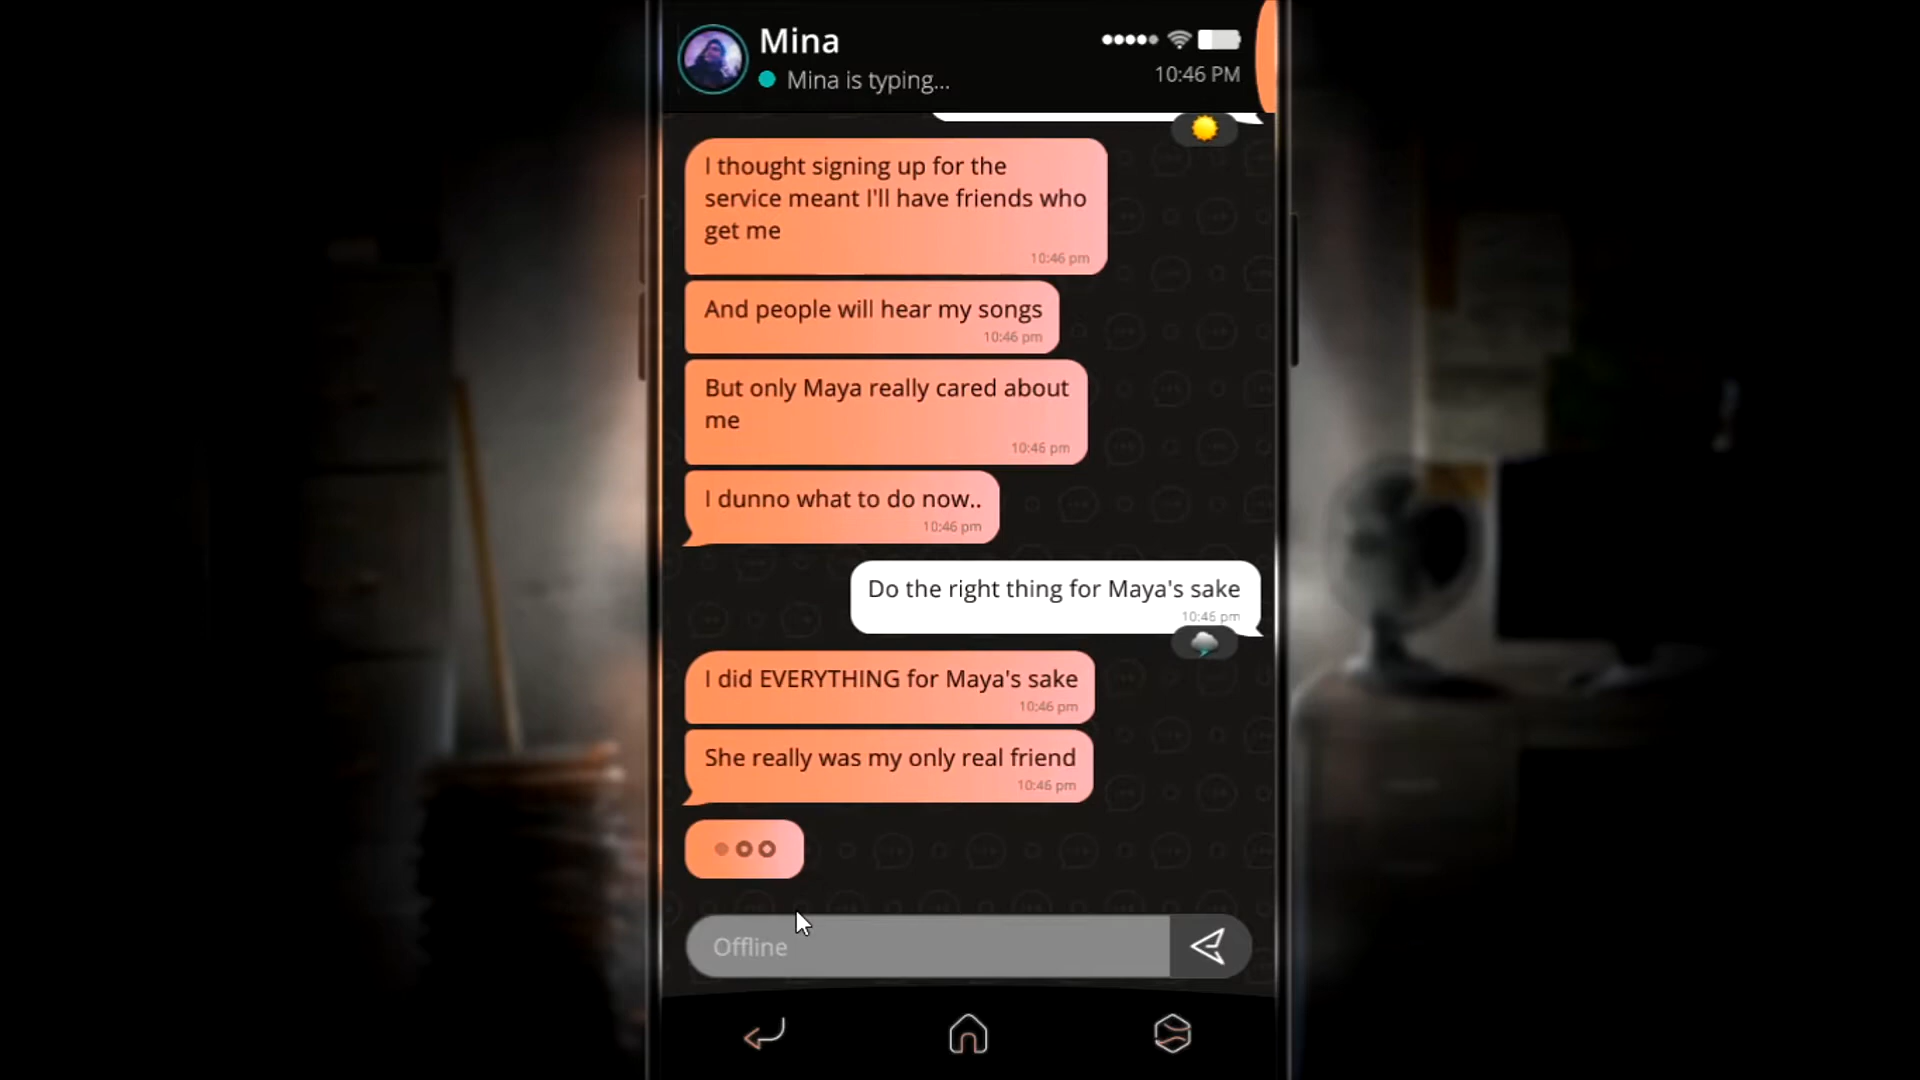 Mina
Mina is typing...
10:46 PM
I thought signing up for the
service meant I'll have friends who
get me
10:46 pm
And people will hear my songs
10:46 pm
But only Maya really cared about
me
10:46 pm
I dunno what to do now..
10:46 pm
Do the right thing for Maya's sake
10:46 pm
I did EVERYTHING for Maya's sake
10:46 pm
She really was my only real friend
10:46 pm
Offline